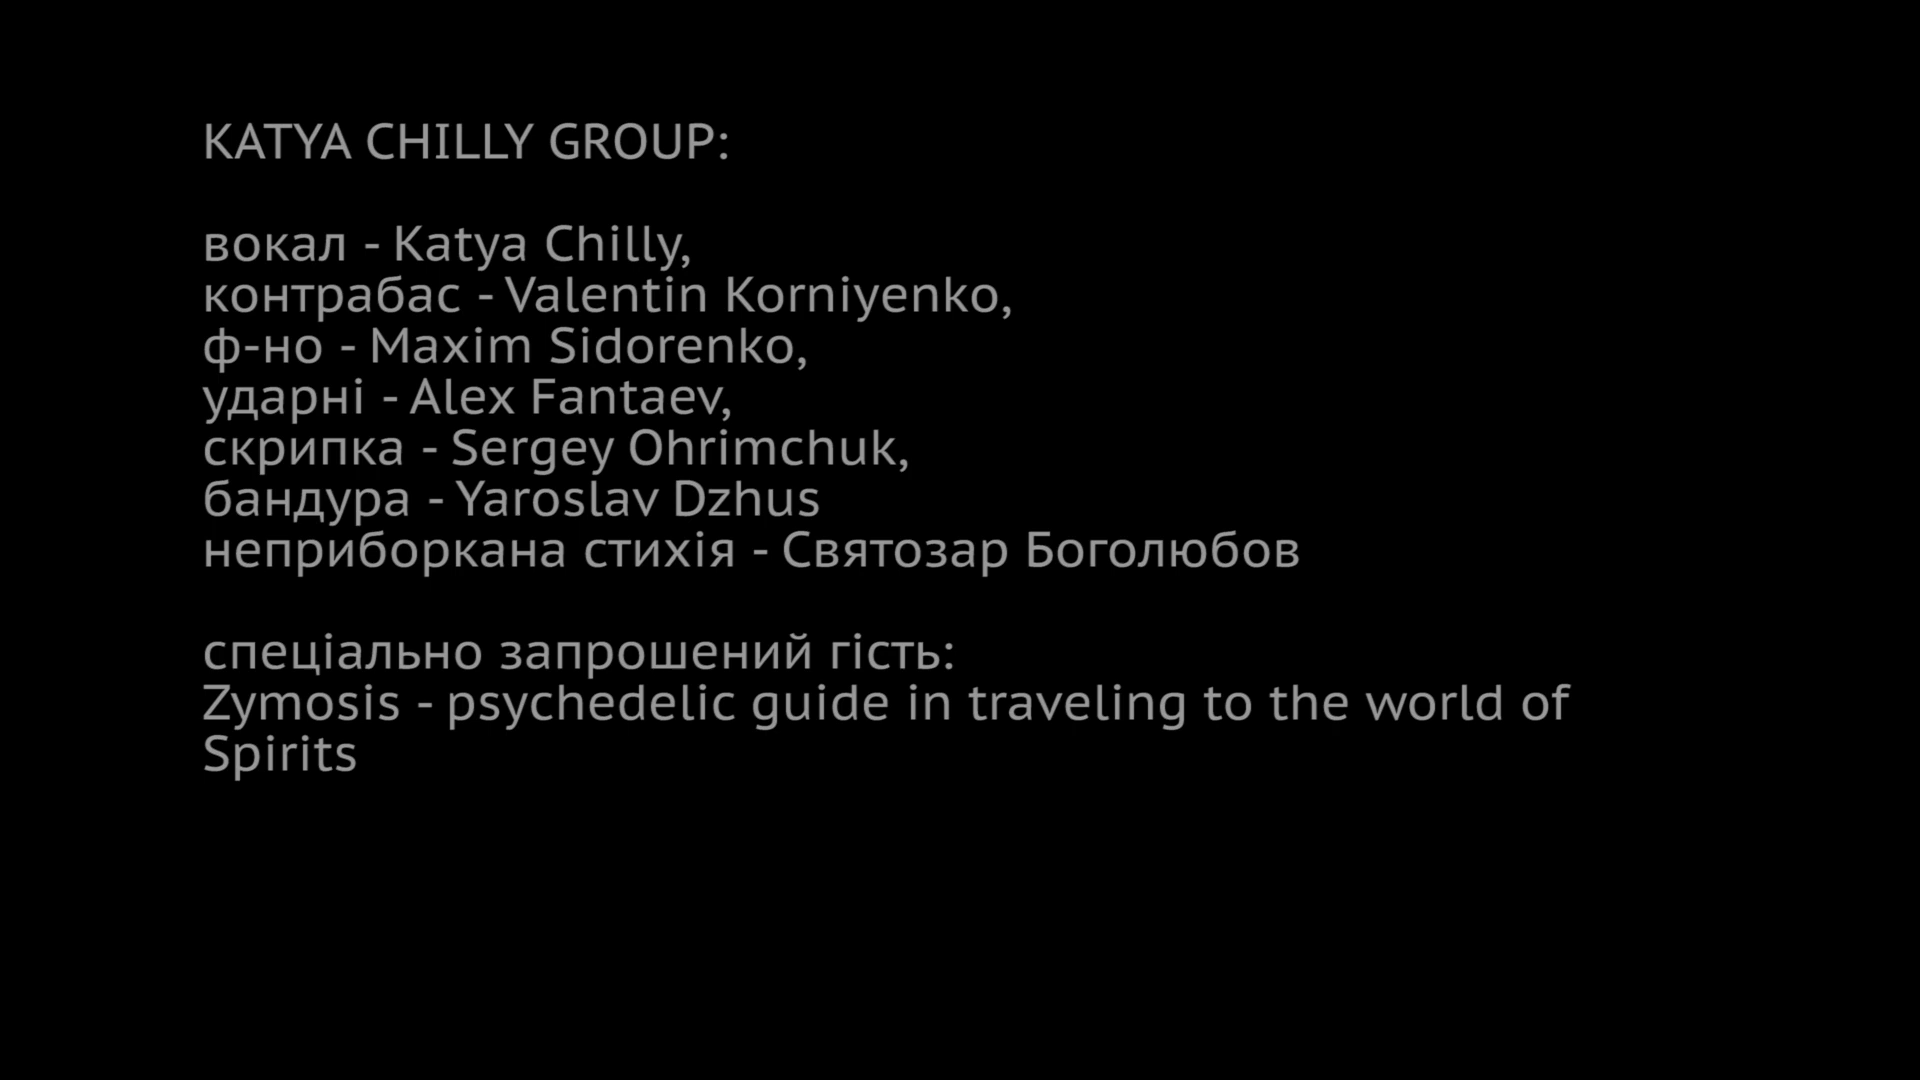 KATYA CHILLY GROUP:
вокал - Katya Chilly,
контрабас - Valentin Korniyenko,
ф-но - Maxim Sidorenko,
ударні - Alex Fantaev,
скрипка - Sergey Ohrimchuk,
бандура - Yaroslav Dzhus
неприборкана стихія - Святозар Боголюбов
спеціально запрошений гість:
Zymosis - psychedelic guide in traveling to the world of
Spirits